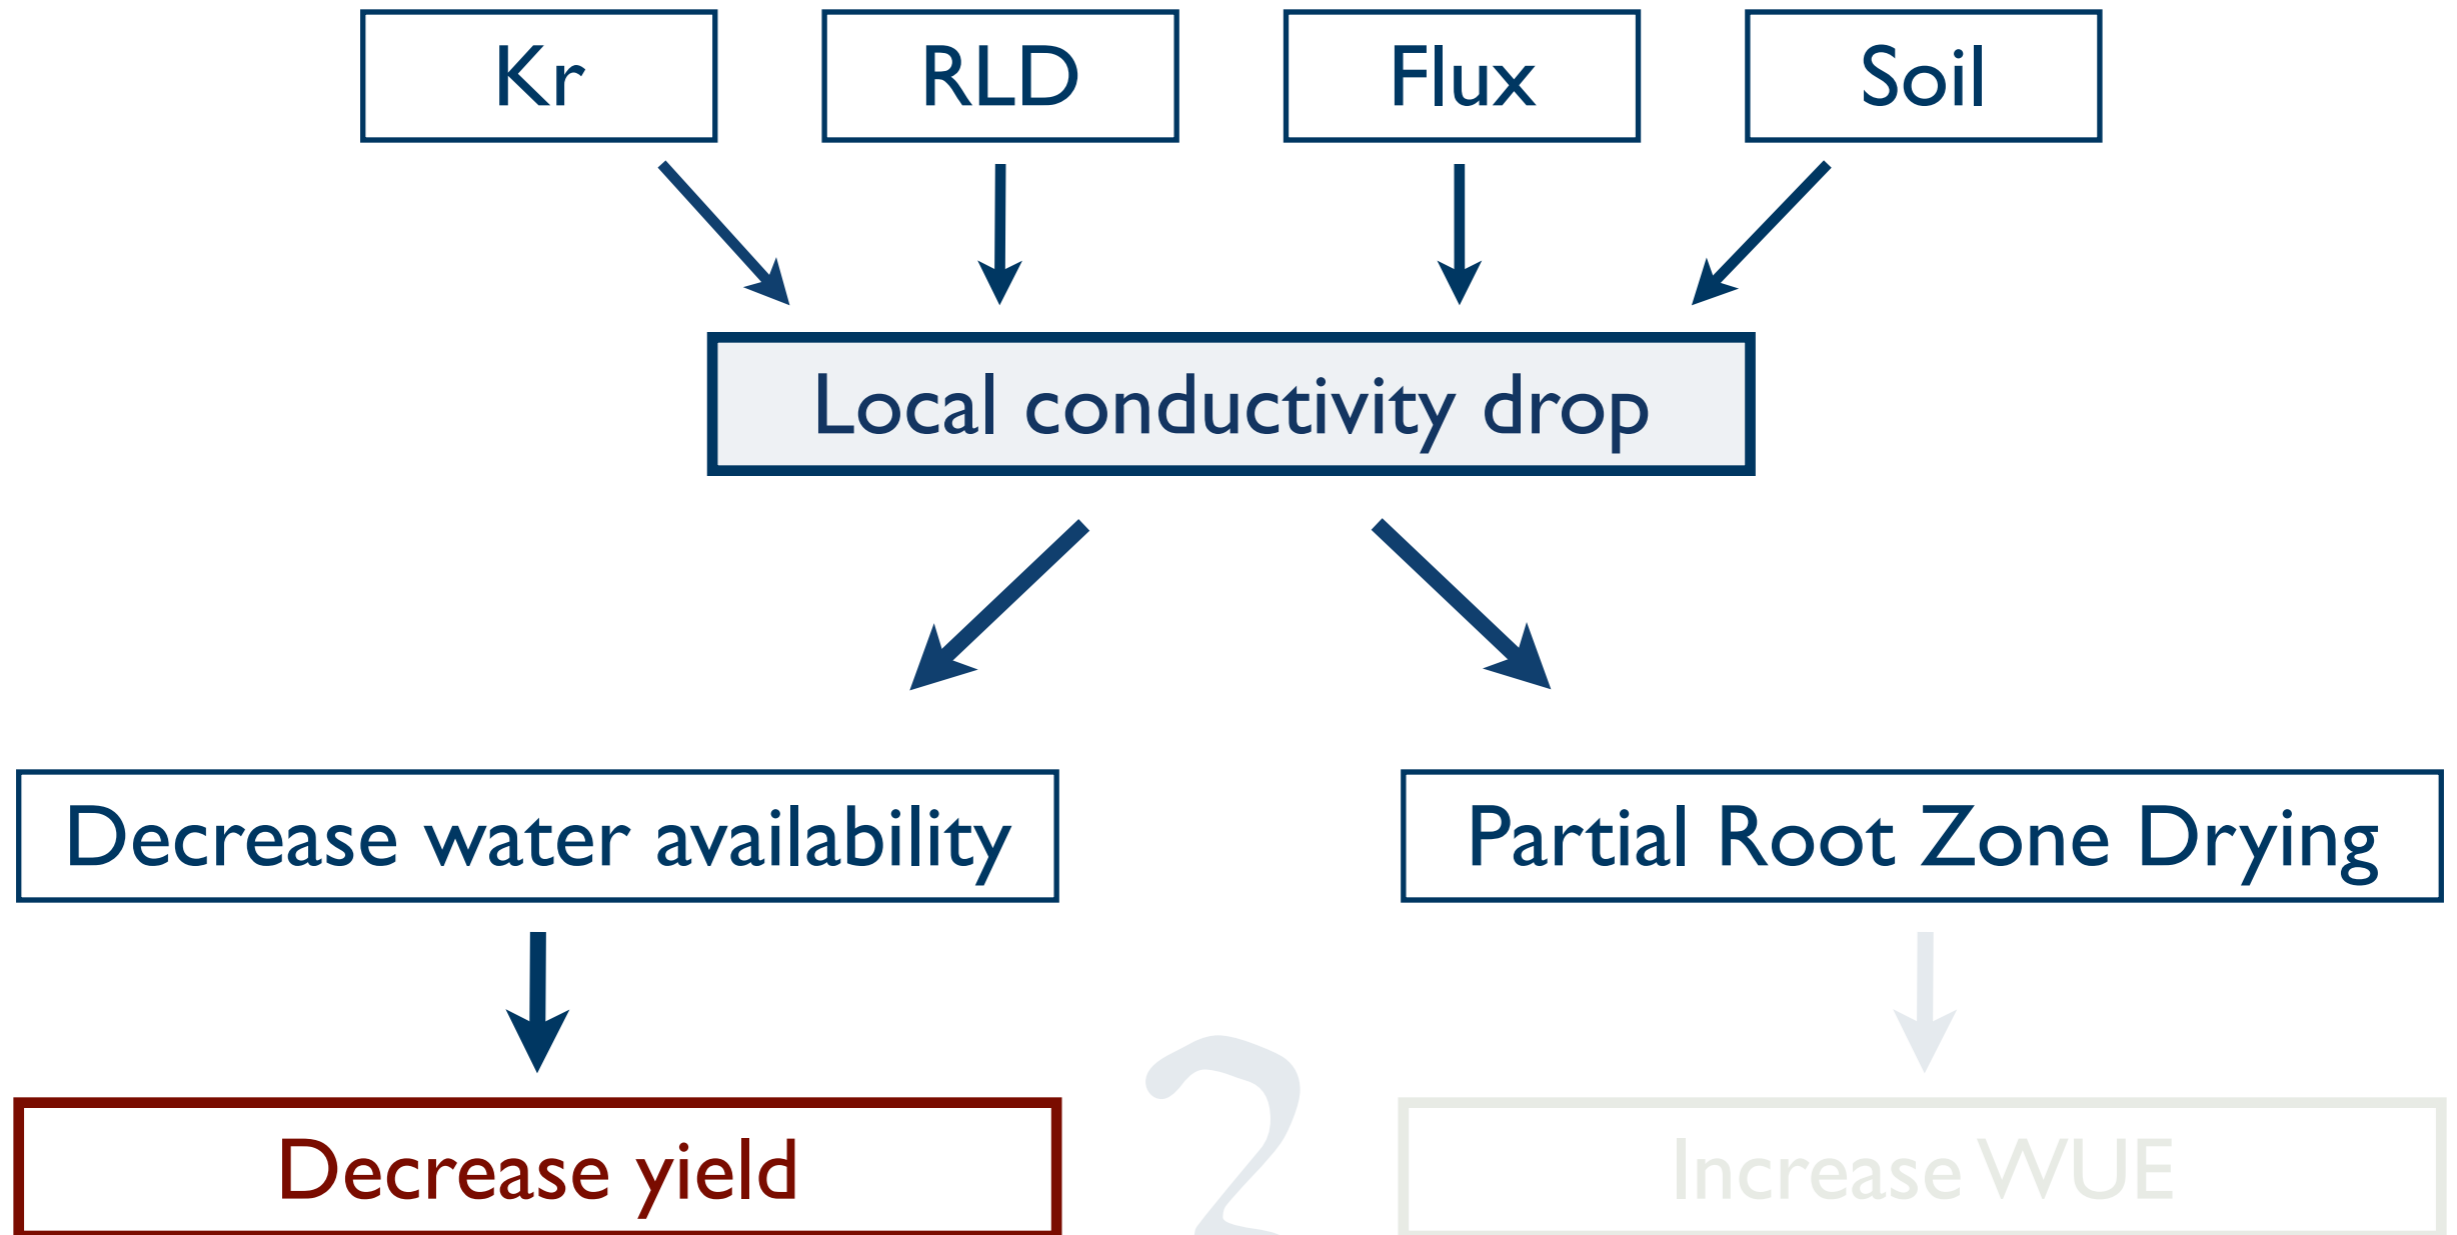 Kr
RLD
Flux
Soil
Local conductivity drop
Decrease water availability
Partial Root Zone Drying
Decrease yield
Increase WUE